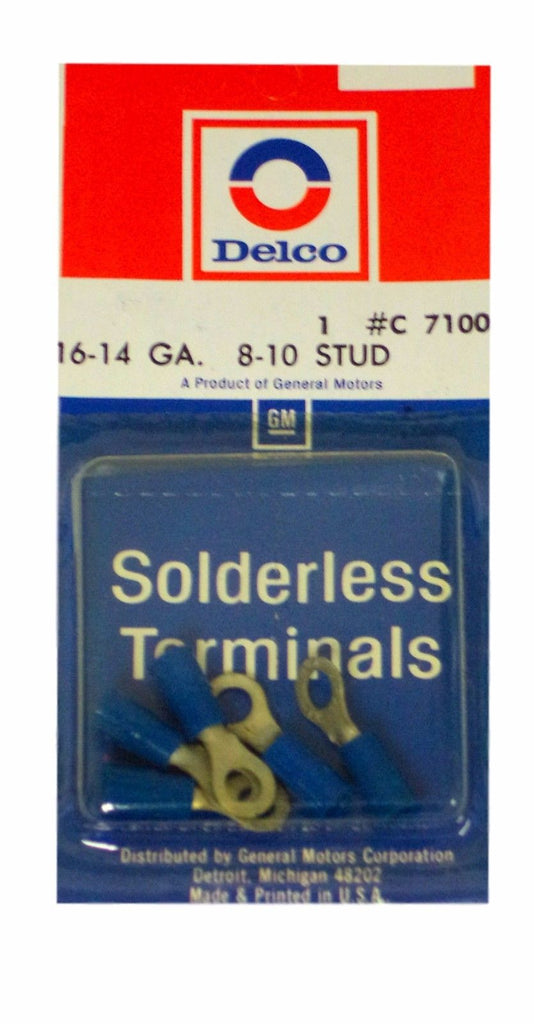 Delco
1 #C 7100
16-14 GA. 8-10 STUD
A Product of General Motors
GM
Solderless
Terminals
Distributed by General Motors Corporation
Detroit, Michigan 48202
Made & Printed in U.S.A.